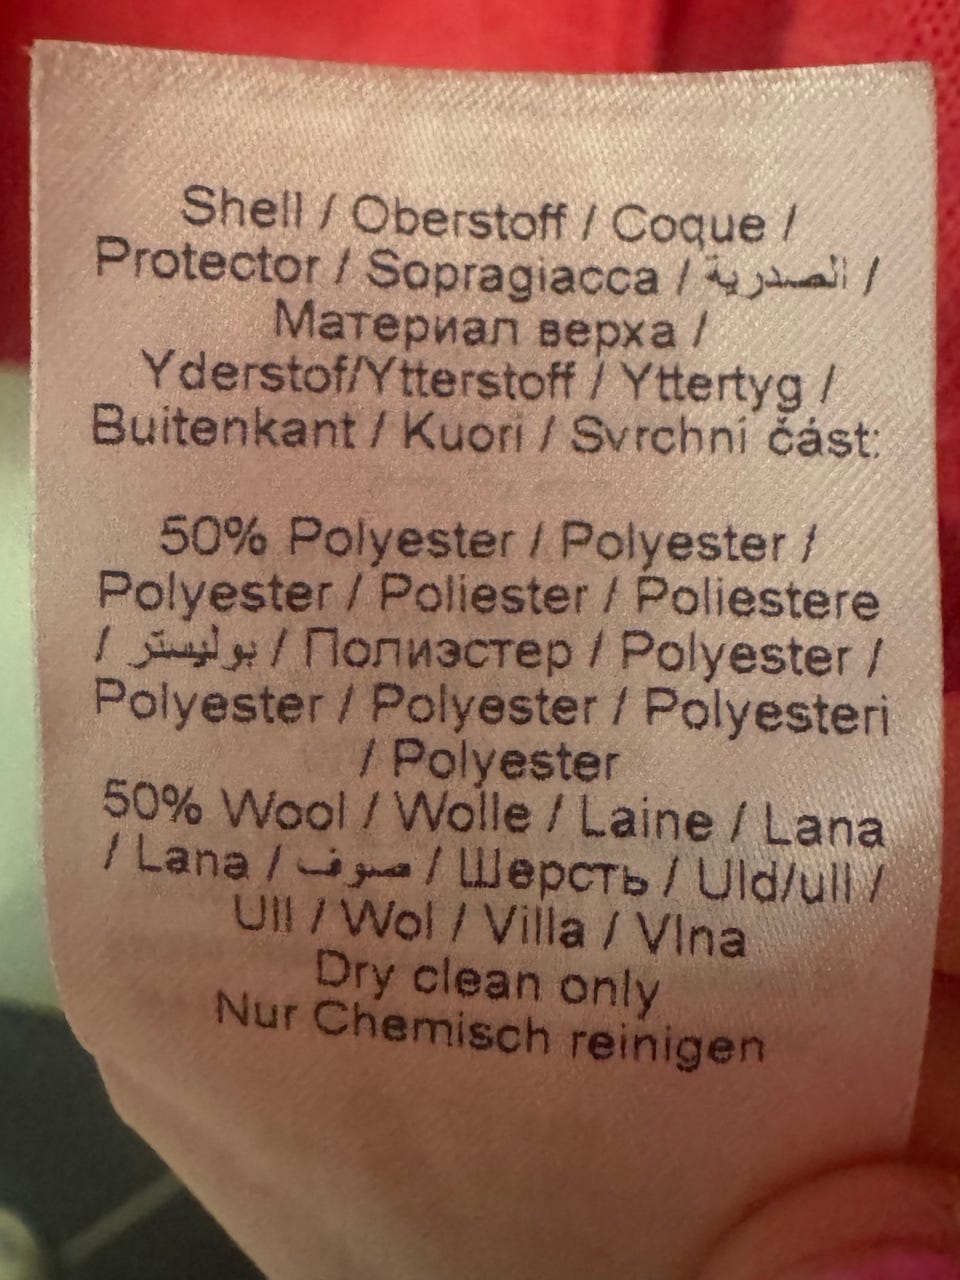 Shell / Oberstoff / Coque /
Protector / Sopragiacca / الصدرية /
Материал верха /
Yderstof/Ytterstoff / Yttertyg /
Buitenkant / Kuori / Svrchní část:
50% Polyester / Polyester /
Polyester / Poliester / Poliestere
/ بوليستر / Полиэстер / Polyester /
Polyester / Polyester / Polyesteri
/ Polyester
50% Wool / Wolle / Laine / Lana
/ Lana / صوف / Шерсть / Uld/ull /
Ull / Wol / Villa / Vlna
Dry clean only
Nur Chemisch reinigen